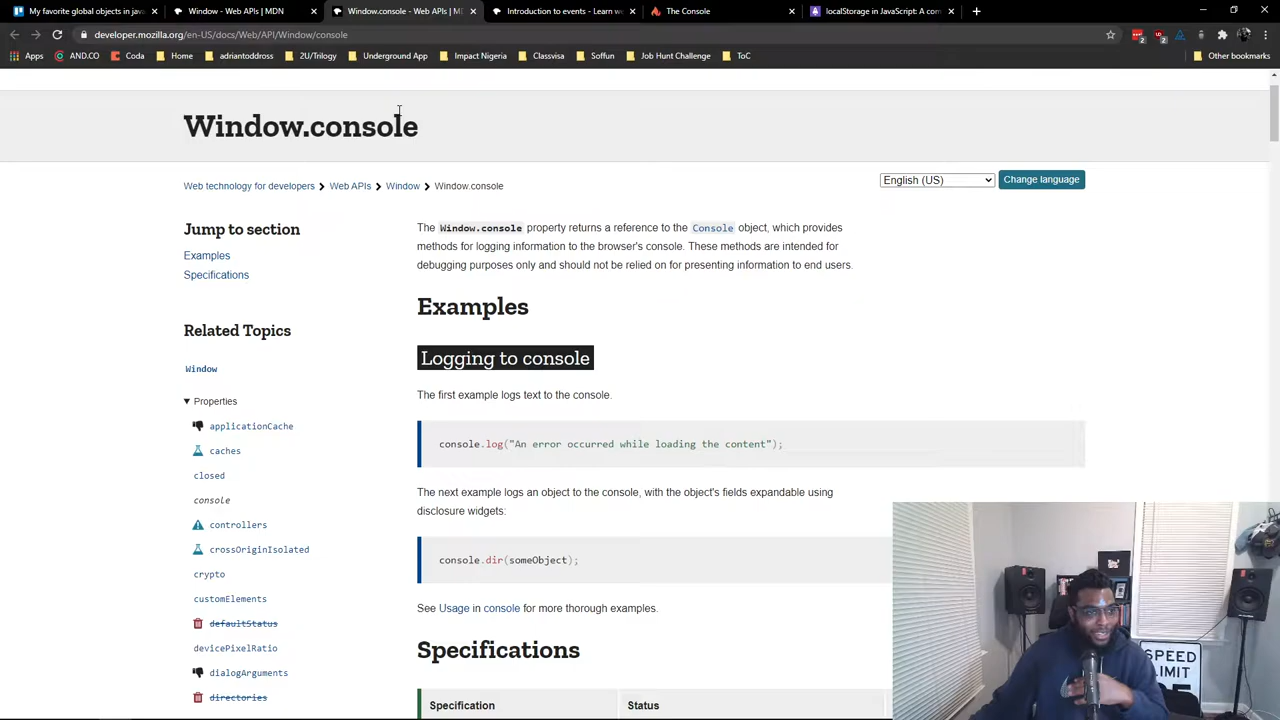 My favorite global objects in java
Window - Web APIs | MDN
Window.console - Web APIs | M
Introduction to events - Learn we
The Console
localStorage in JavaScript: A con
developer.mozilla.org/en-US/docs/Web/API/Window/console
Apps
AND.CO
Coda
Home
adriantodross
2U/Trilogy
Underground App
Impact Nigeria
Classvisa
Soffun
Job Hunt Challenge
ToC
Other bookmarks
Window.console
Web technology for developers
Web APIs
Window
Window.console
English (US)
Change language
Jump to section
Examples
Specifications
Related Topics
Window
Properties
applicationCache
caches
closed
console
controllers
crossOriginIsolated
crypto
customElements
defaultStatus
devicePixelRatio
dialogArguments
directories
The Window.console property returns a reference to the Console object, which provides
methods for logging information to the browser's console. These methods are intended for
debugging purposes only and should not be relied on for presenting information to end users.
Examples
Logging to console
The first example logs text to the console.
console.log("An error occurred while loading the content");
The next example logs an object to the console, with the object's fields expandable using
disclosure widgets:
console.dir(someObject);
See Usage in console for more thorough examples.
Specifications
Specification
Status
SPEED
LIMIT